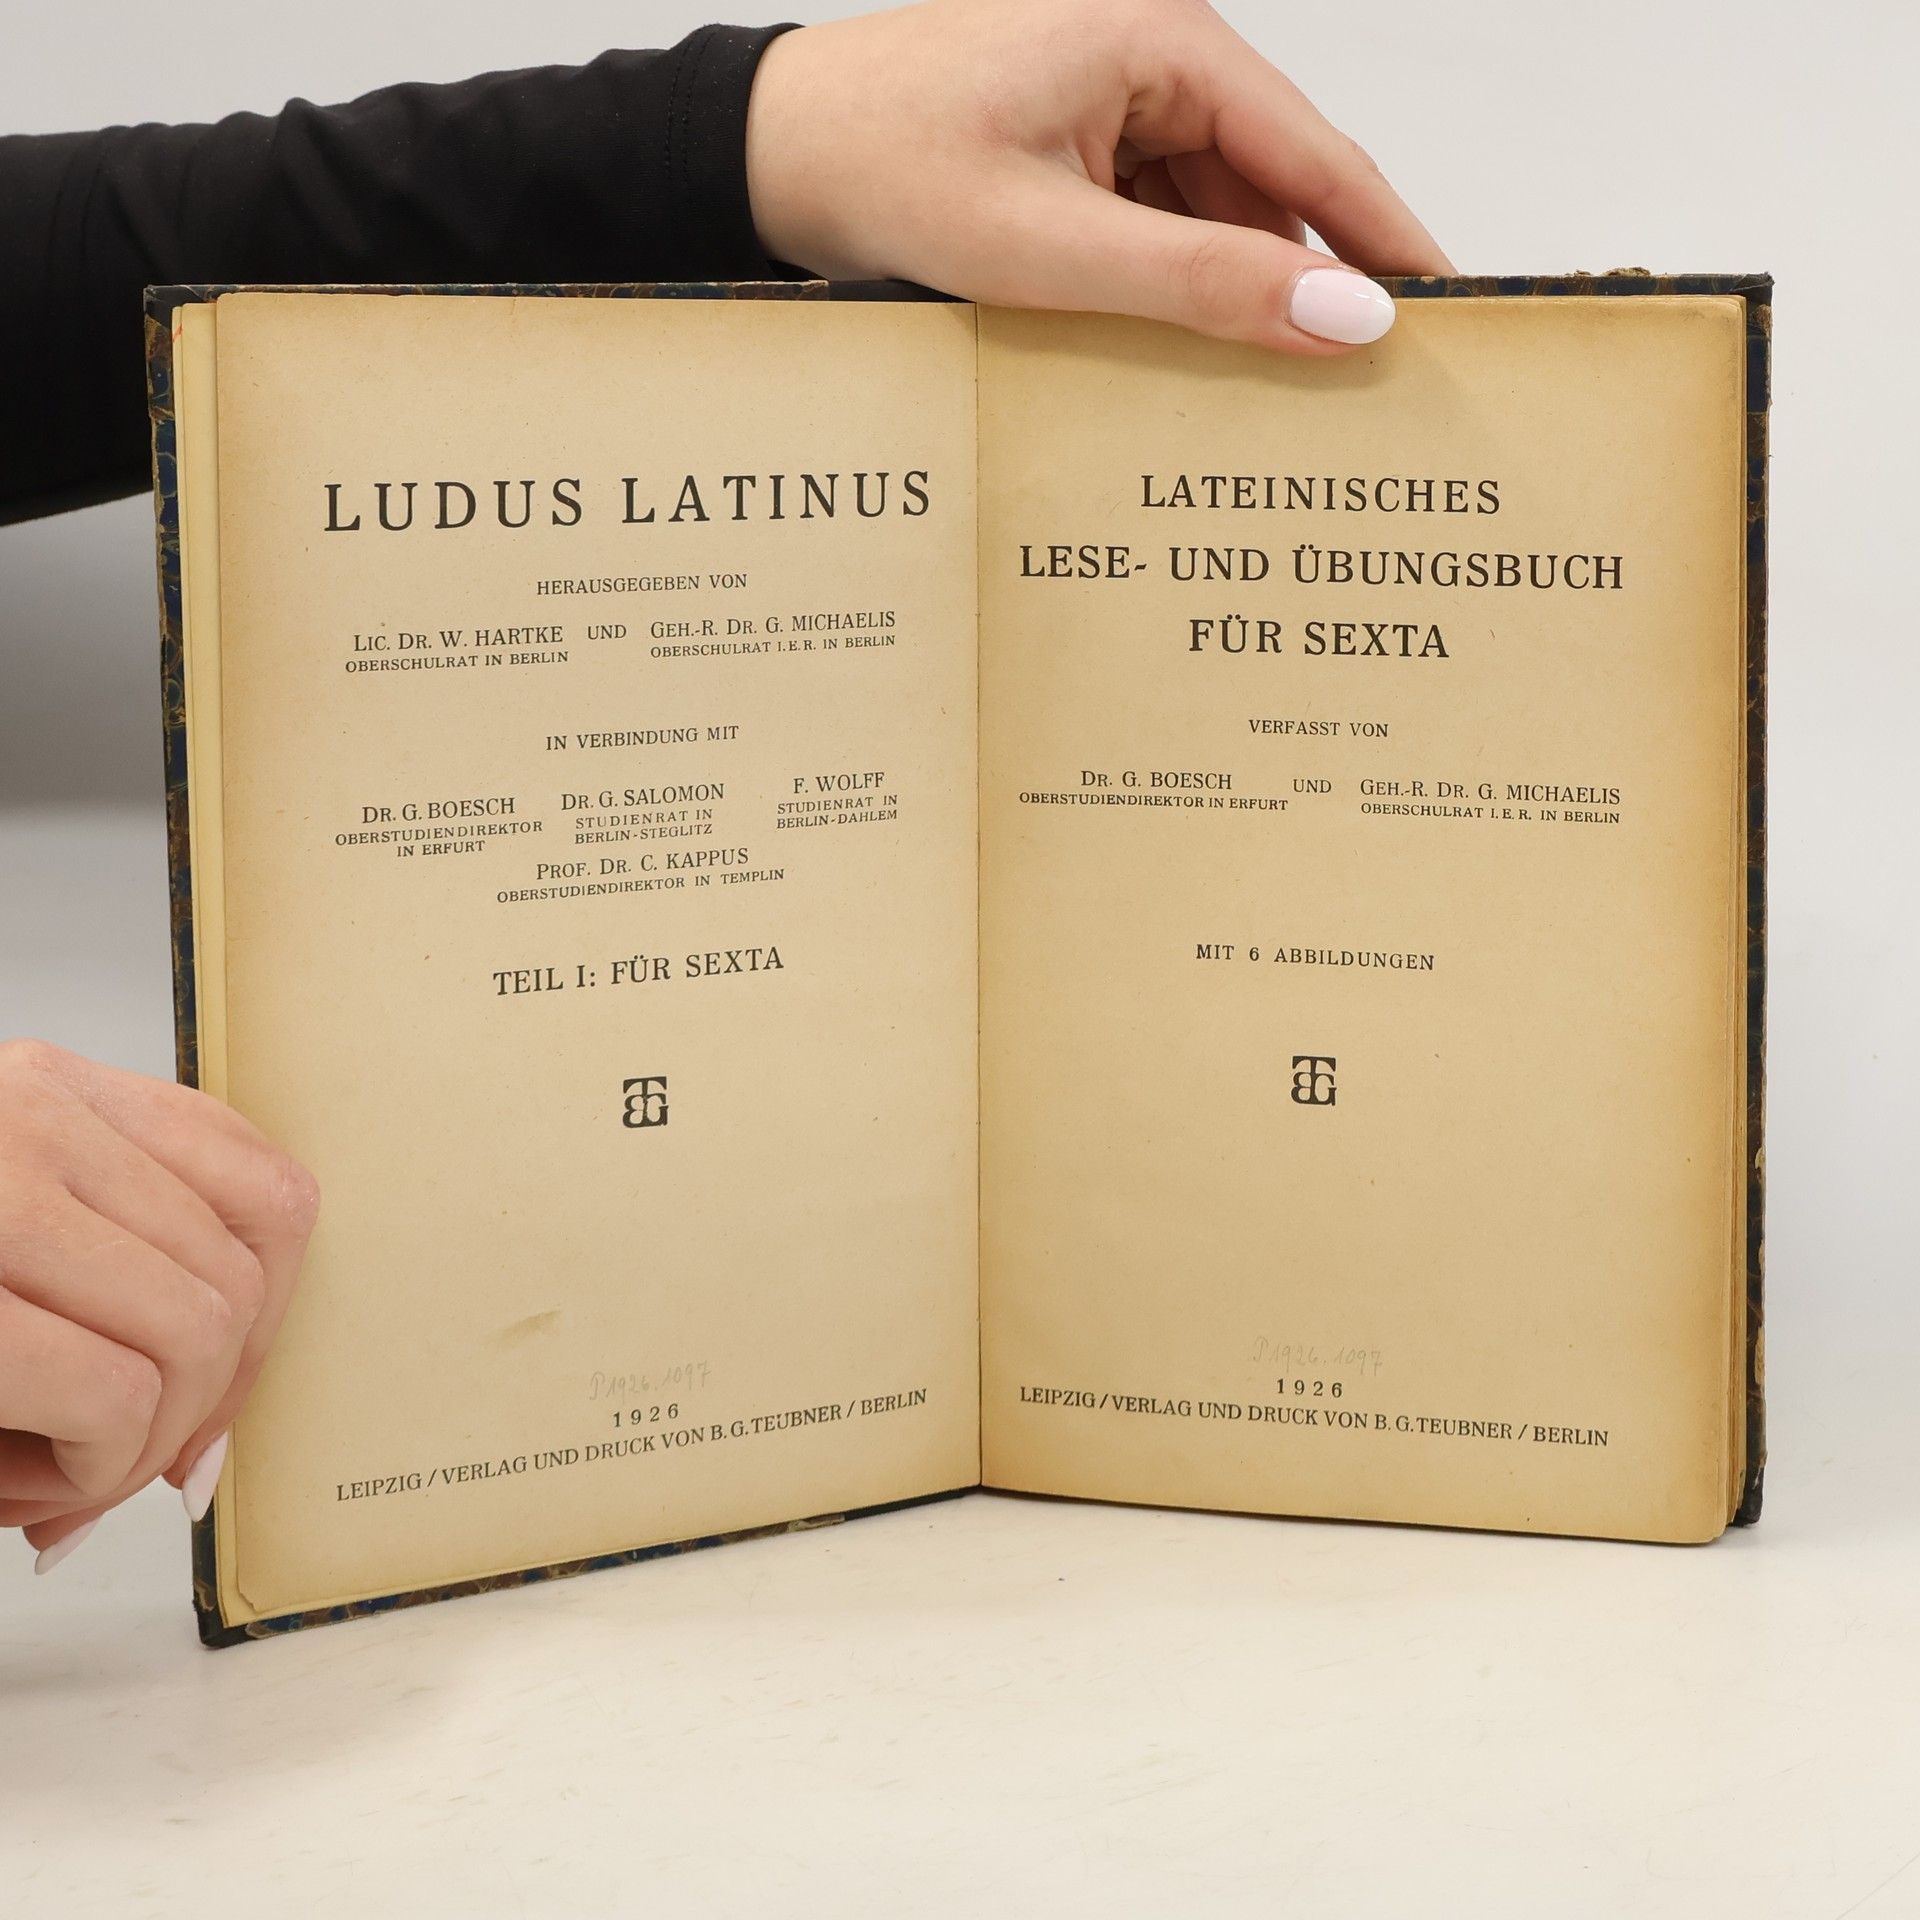 LUDUS LATINUS
HERAUSGEGEBEN VON
LIC. DR. W. HARTKE UND GEH.-R. DR. G. MICHAELIS
OBERSCHULRAT IN BERLIN OBERSCHULRAT I. E. R. IN BERLIN
IN VERBINDUNG MIT
DR. G. BOESCH DR. G. SALOMON F. WOLFF
OBERSTUDIENDIREKTOR STUDIENRAT IN STUDIENRAT IN
IN ERFURT BERLIN-STEGLITZ BERLIN-DAHLEM
PROF. DR. C. KAPPUS
OBERSTUDIENDIREKTOR IN TEMPLIN
TEIL I: FÜR SEXTA
BTG
P1926.1097
1926
LEIPZIG / VERLAG UND DRUCK VON B. G. TEUBNER / BERLIN
LATEINISCHES
LESE- UND ÜBUNGSBUCH
FÜR SEXTA
VERFASST VON
DR. G. BOESCH UND GEH.-R. DR. G. MICHAELIS
OBERSTUDIENDIREKTOR IN ERFURT OBERSCHULRAT I. E. R. IN BERLIN
MIT 6 ABBILDUNGEN
BTG
P1926.1097
1926
LEIPZIG / VERLAG UND DRUCK VON B. G. TEUBNER / BERLIN